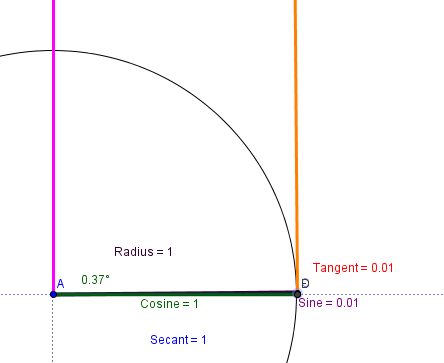 Radius = 1
Tangent = 0.01
A
0.37°
Cosine = 1
Sine = 0.01
Secant = 1